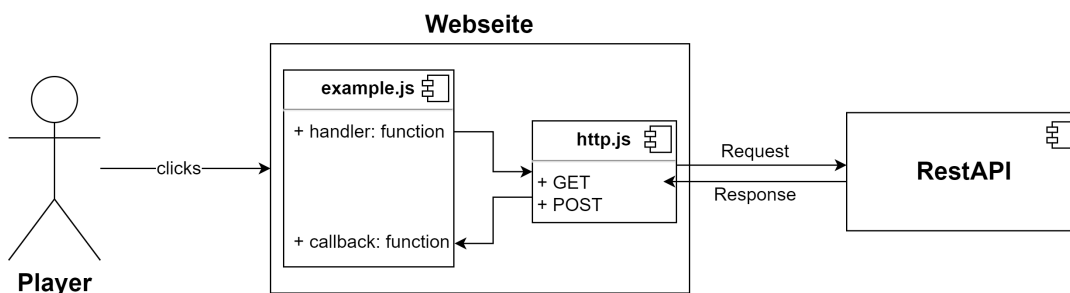 Webseite
example.js
+ handler: function
http.js
Request
clicks
+ GET
RestAPI
Response
+ POST
+ callback: function
Player